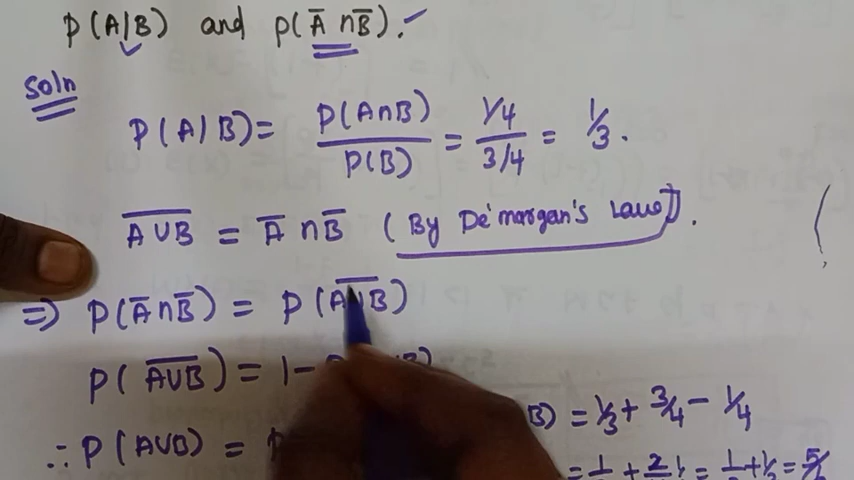 P(A|B) and P(A̅ ∩B̅).
Soln
P(A|B) = P(A∩B)/P(B) = 1/4 / 3/4 = 1/3.
A̅U̅B̅ = A̅ ∩B̅ (By De'morgan's Law).
⇒ P(A̅∩B̅) = P(A̅U̅B̅)
P(A̅U̅B̅) = 1-
∴ P(AUB) = B) = 1/3 + 3/4 - 1/4